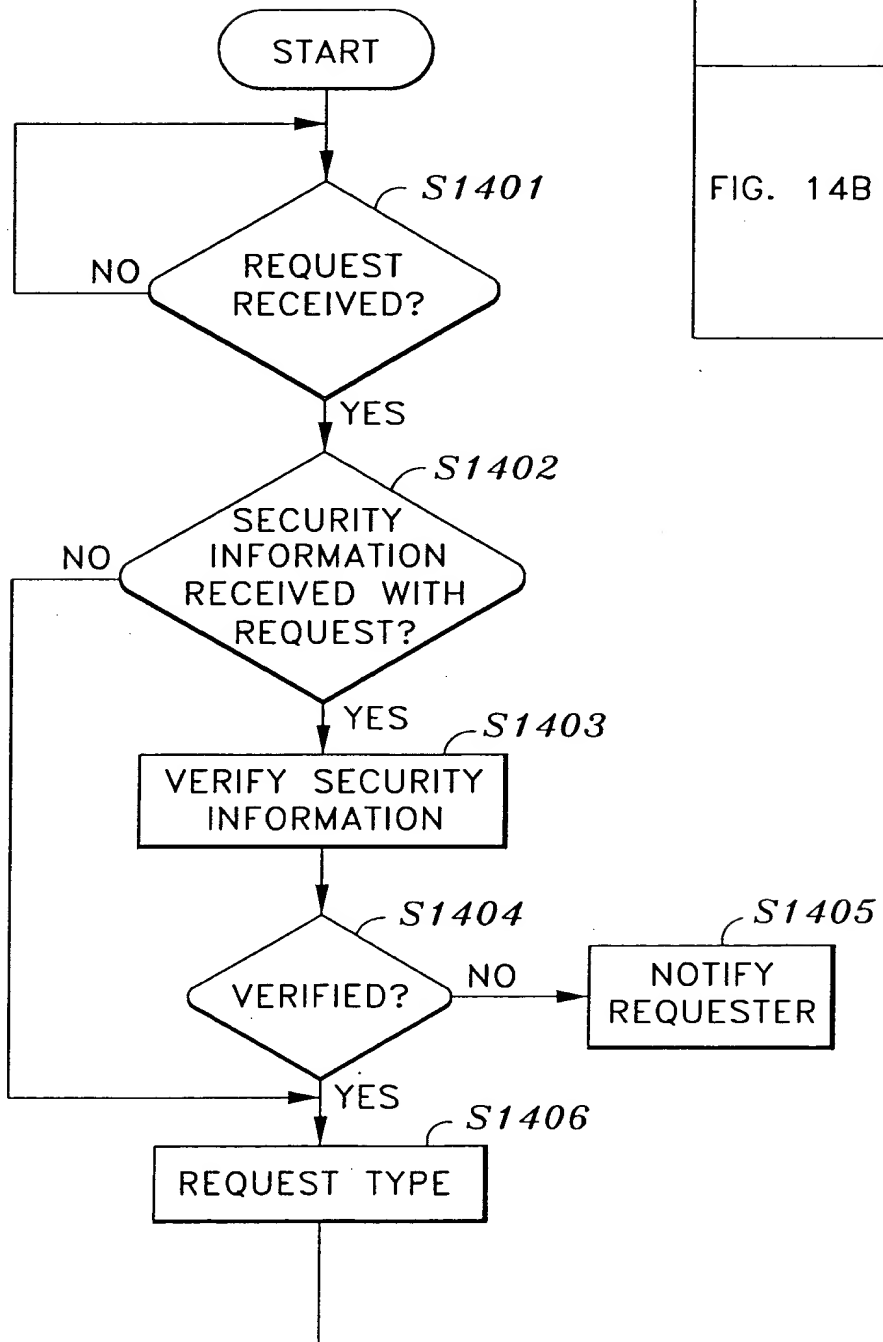 START
S1401
FIG. 14B
NO
REQUEST
RECEIVED?
YES
S1402
NO
SECURITY
INFORMATION
RECEIVED WITH
REQUEST?
YES
S1403
VERIFY SECURITY
INFORMATION
S1404
S1405
VERIFIED?
NO
NOTIFY
REQUESTER
YES
S1406
REQUEST TYPE